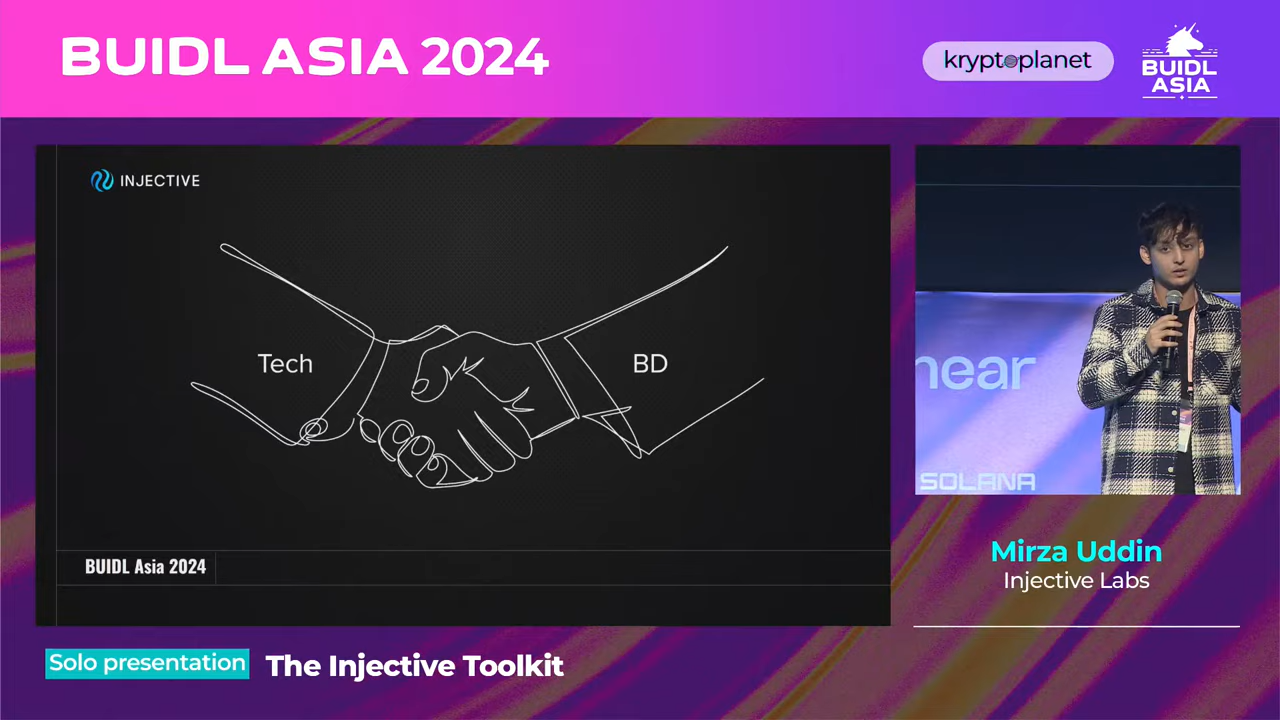 BUIDL ASIA 2024
kryptoplanet
BUIDL
ASIA
INJECTIVE
Tech
BD
BUIDL Asia 2024
near
SOLANA
Mirza Uddin
Injective Labs
Solo presentation
The Injective Toolkit